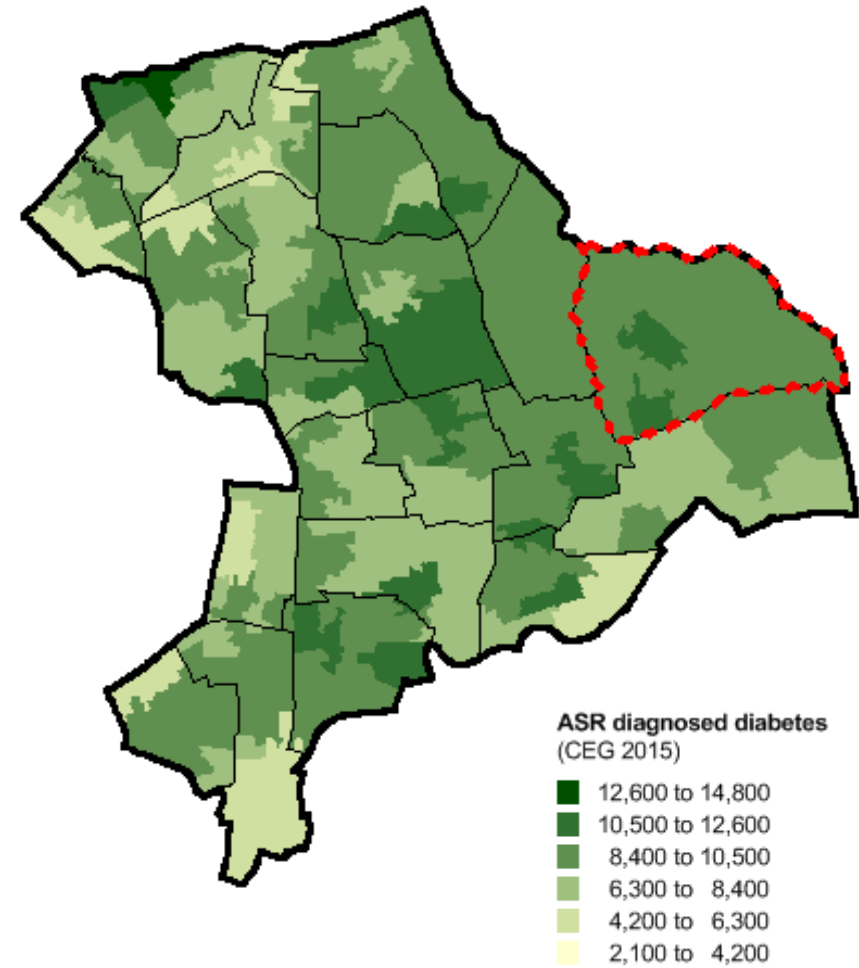 ASR diagnosed diabetes
(CEG 2015)
12,600 to 14,800
10,500 to 12,600
8,400 to 10,500
6,300 to 8,400
4,200 to 6,300
2,100 to 4,200